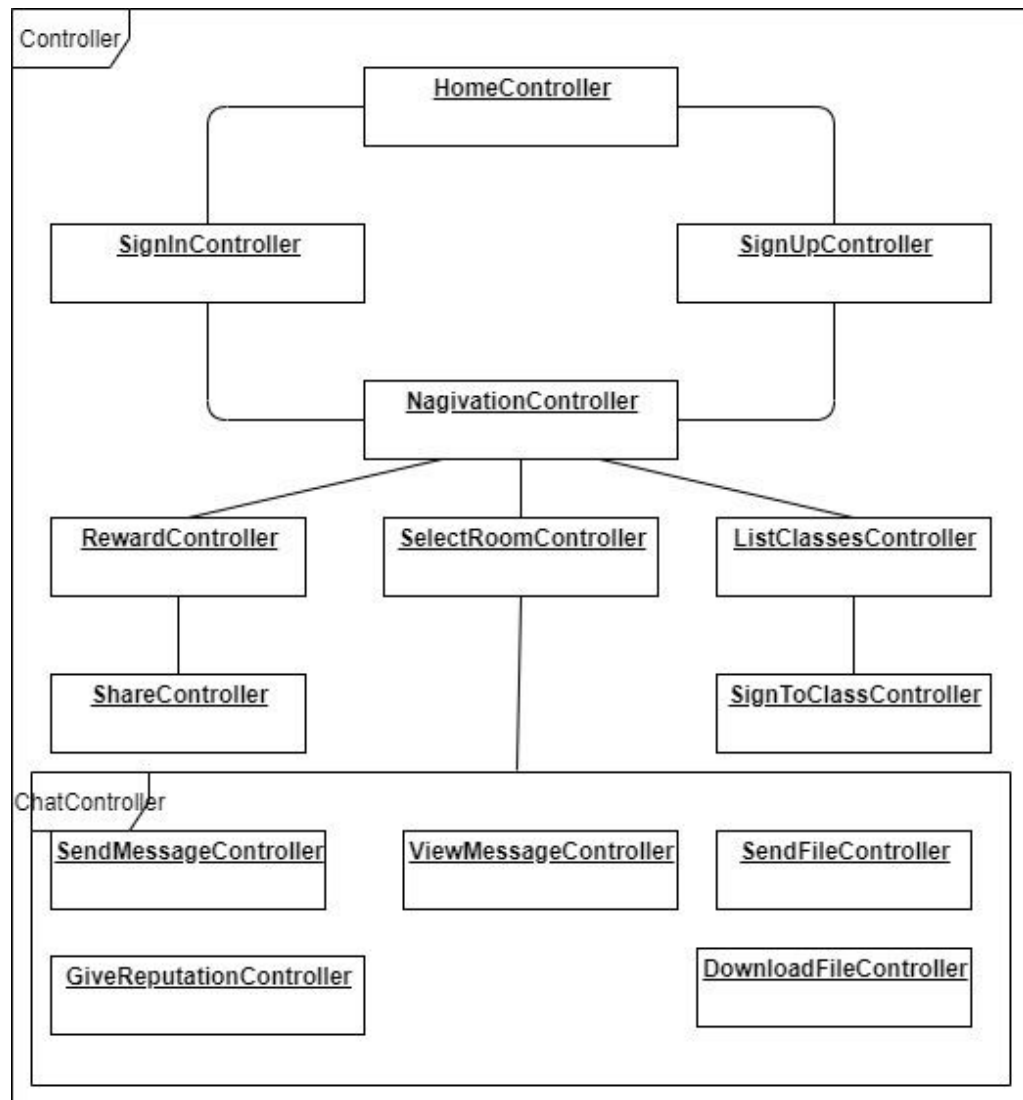 Controller
HomeController
SignInController
SignUpController
NagivationController
RewardController
SelectRoomController
ListClassesController
ShareController
SignToClassController
ChatController
SendMessageController
ViewMessageController
SendFileController
GiveReputationController
DownloadFileController